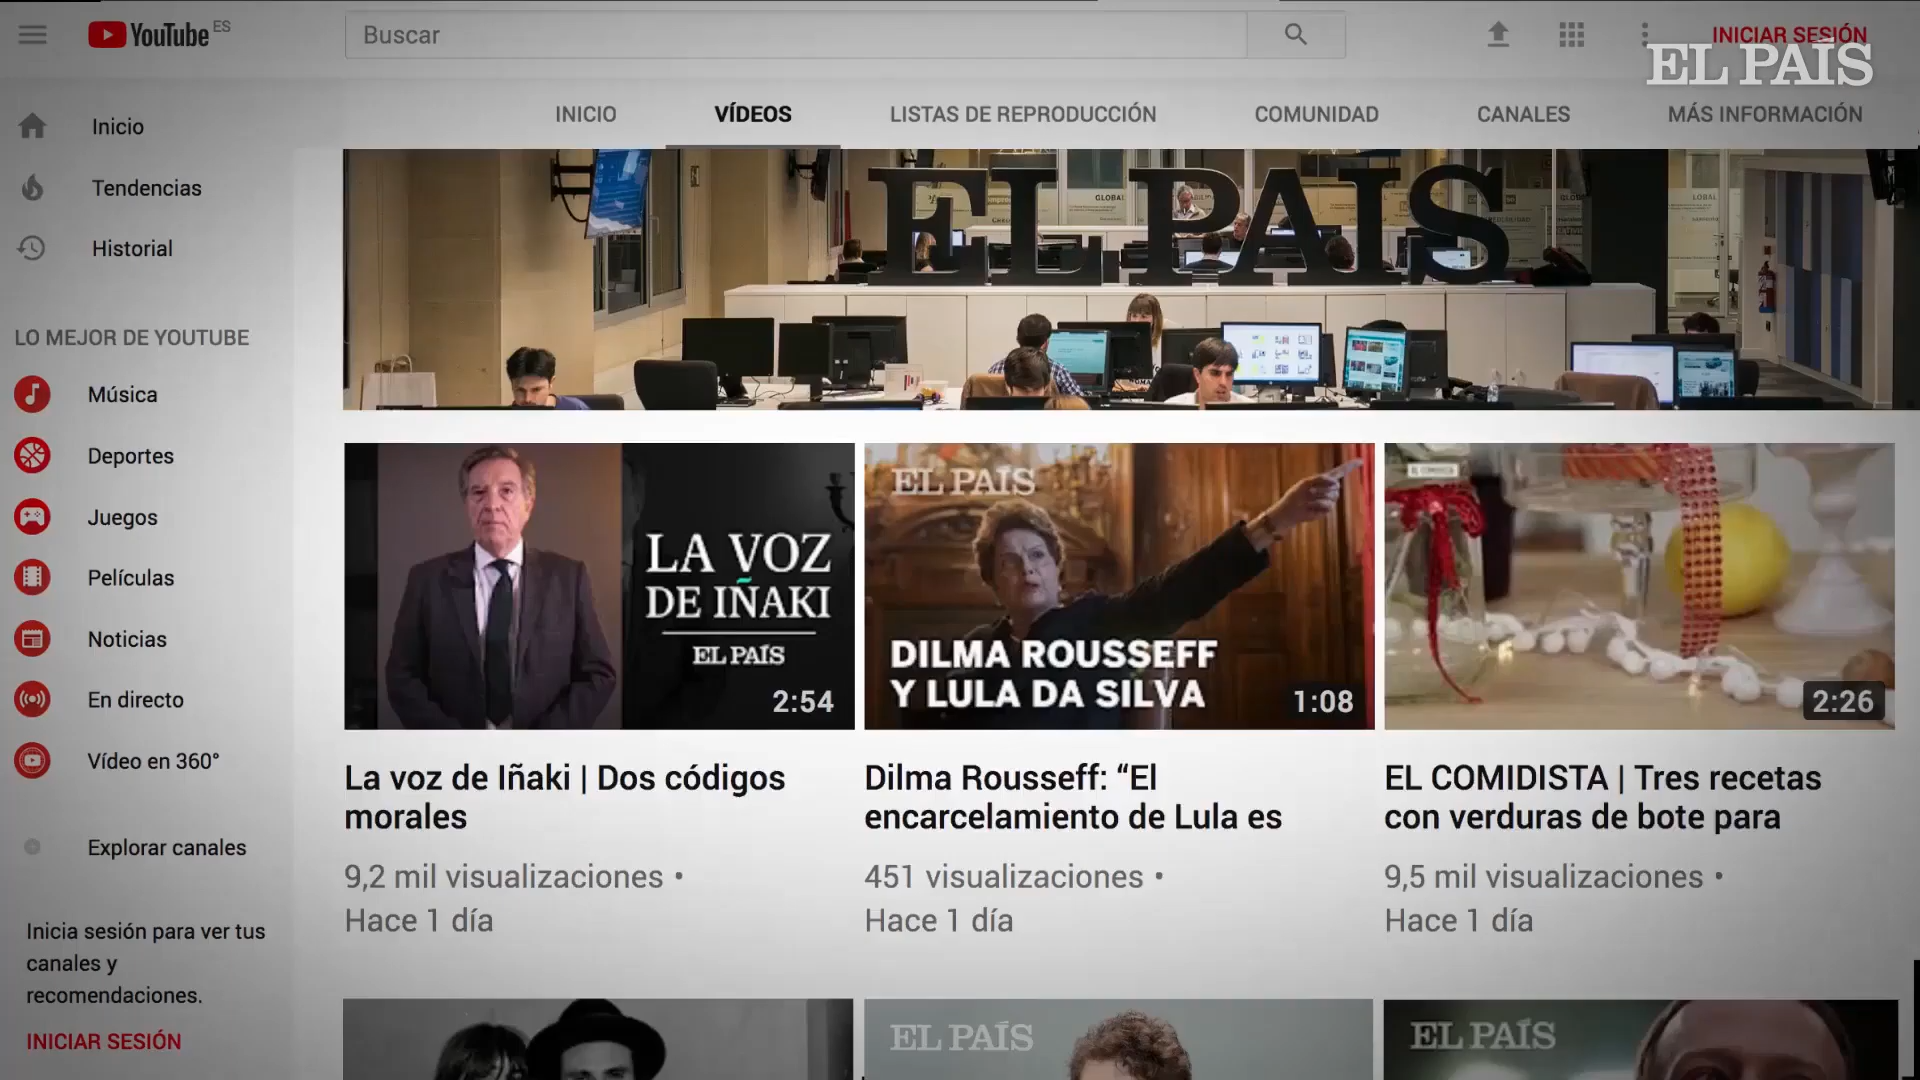 YouTube ES
Buscar
INICIAR SESIÓN
EL PAÍS
INICIO
VÍDEOS
LISTAS DE REPRODUCCIÓN
COMUNIDAD
CANALES
MÁS INFORMACIÓN
Inicio
Tendencias
Historial
LO MEJOR DE YOUTUBE
Música
Deportes
Juegos
Películas
Noticias
En directo
Vídeo en 360°
Explorar canales
Inicia sesión para ver tus
canales y
recomendaciones.
INICIAR SESIÓN
GLOBAL
EL PAIS
LA VOZ
DE IÑAKI
EL PAÍS
2:54
La voz de Iñaki | Dos códigos
morales
9,2 mil visualizaciones •
Hace 1 día
EL PAÍS
DILMA ROUSSEFF
Y LULA DA SILVA
1:08
Dilma Rousseff: “El
encarcelamiento de Lula es
451 visualizaciones •
Hace 1 día
EL COMIDISTA
2:26
EL COMIDISTA | Tres recetas
con verduras de bote para
9,5 mil visualizaciones •
Hace 1 día
EL PAÍS
EL PAÍS